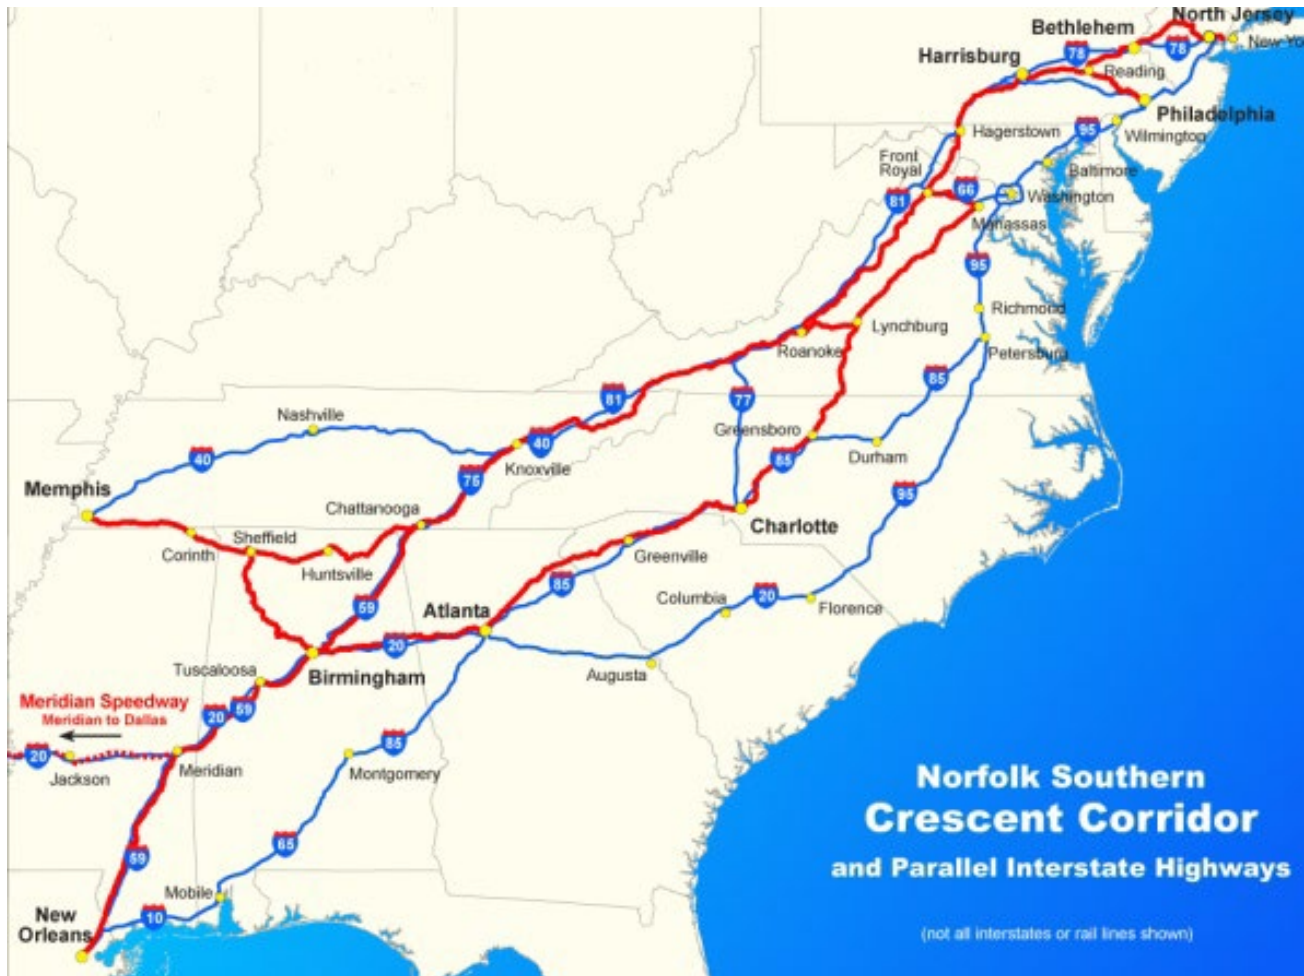 North Jersey
Bethlehem
78
78
New Yo
Harrisburg
Reading
Philadelphia
Hagerstown
95
Wilmington
Front
Royal
Baltimore
81
66
Washington
Manassas
95
Richmond
Lynchburg
Roanoke
Petersburg
85
81
77
Nashville
Greensboro
40
40
Knoxville
85
Durham
75
95
Memphis
Chattanooga
Charlotte
Sheffield
Corinth
Huntsville
Greenville
85
59
Atlanta
Columbia
20
Florence
20
Tuscaloosa
Birmingham
Augusta
Meridian Speedway
Meridian to Dallas
20
59
85
20
Jackson
Meridian
Montgomery
Norfolk Southern
Crescent Corridor
and Parallel Interstate Highways
65
59
Mobile
New
Orleans
10
(not all interstates or rail lines shown)